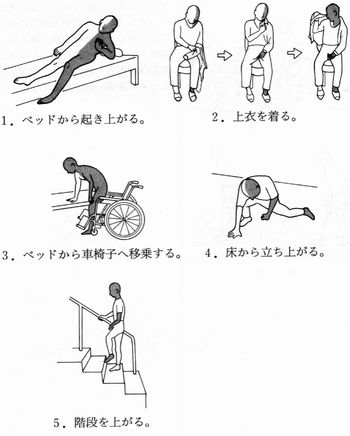 1．ベッドから起き上がる。
2．上衣を着る。
3．ベッドから車椅子へ移乗する。
4．床から立ち上がる。
5．階段を上がる。